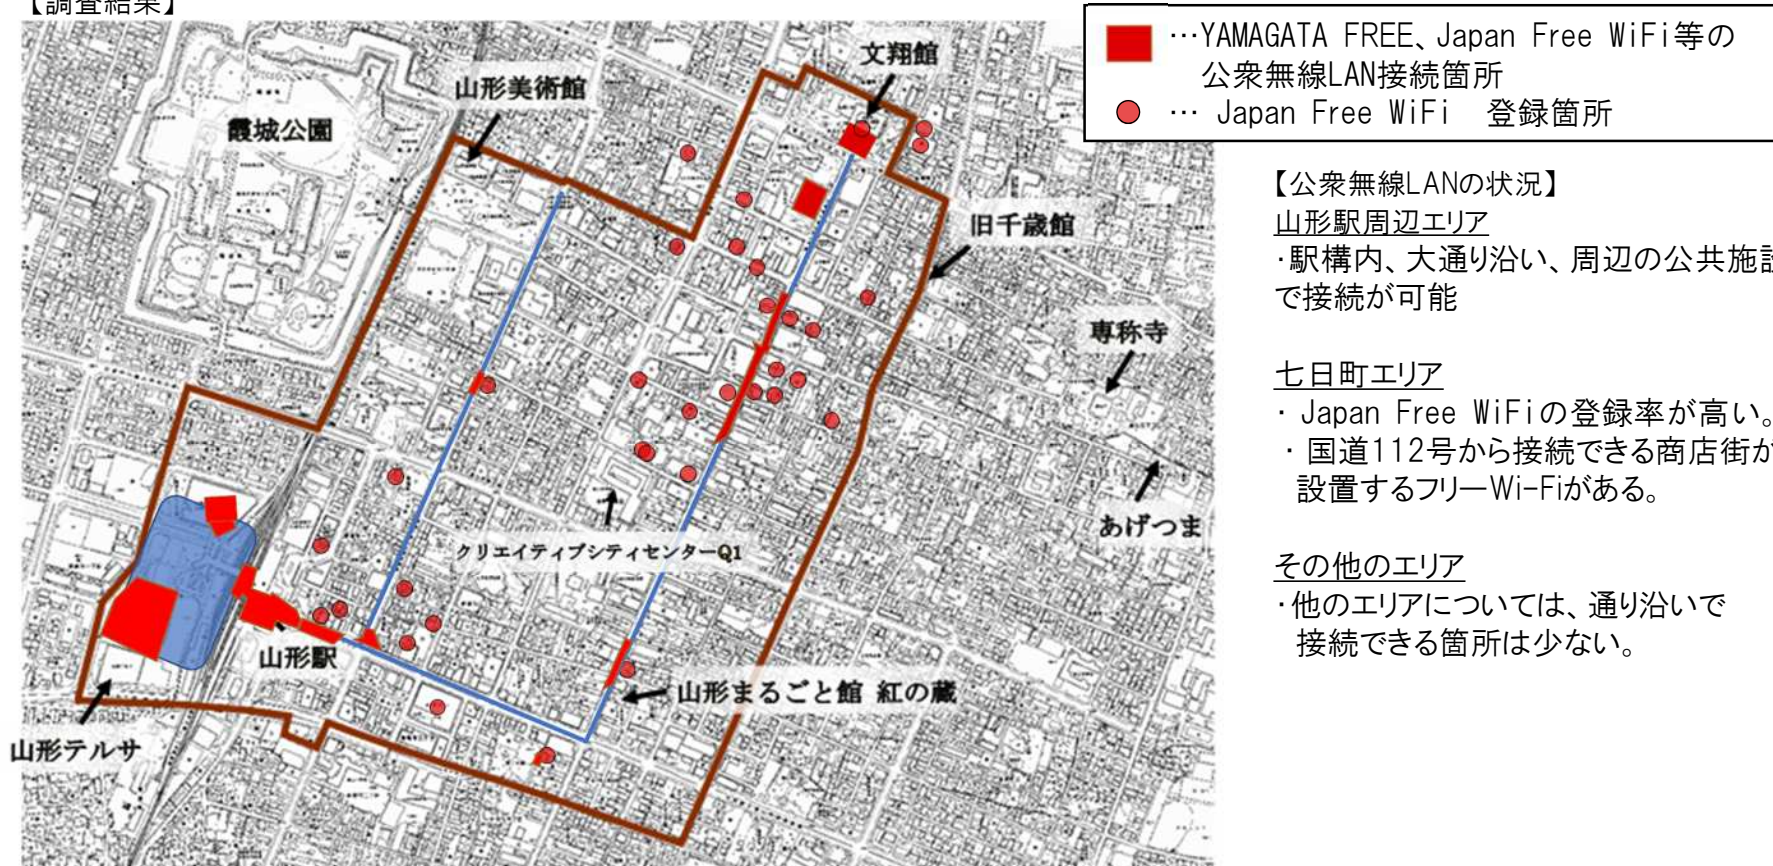 【調査結果】
…YAMAGATA FREE、Japan Free WiFi等の
公衆無線LAN接続箇所
… Japan Free WiFi 登録箇所
文翔館
山形美術館
霞城公園
旧千歳館
専称寺
あげつま
クリエイティブシティセンターQ1
山形駅
山形まるごと館 紅の蔵
山形テルサ
【公衆無線LANの状況】
山形駅周辺エリア
・駅構内、大通り沿い、周辺の公共施設
で接続が可能
七日町エリア
・Japan Free WiFiの登録率が高い。
・国道112号から接続できる商店街が
設置するフリーWi-Fiがある。
その他のエリア
・他のエリアについては、通り沿いで
接続できる箇所は少ない。